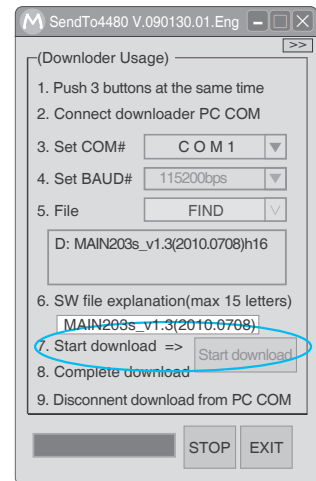 M SendTo4480 V.090130.01.Eng
>>
(Downloder Usage)
1. Push 3 buttons at the same time
2. Connect downloader PC COM
3. Set COM# C O M 1
4. Set BAUD# 115200bps
5. File FIND
D: MAIN203s_v1.3(2010.0708)h16
6. SW file explanation(max 15 letters)
MAIN203s_v1.3(2010.0708)
7. Start download => Start download
8. Complete download
9. Disconnent download from PC COM
STOP EXIT